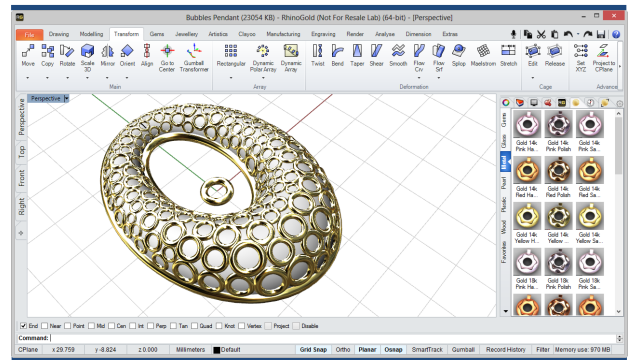 Bubbles Pendant (23054 KB) - RhinoGold (Not For Resale Lab) (64-bit) - [Perspective]
File Drawing Modelling Transform Gems Jewellery Artistics Clayoo Manufacturing Engraving Render Analyse Dimension Extras
Move Copy Rotate Scale 3D Mirror Orient Align Go to Center Gumball Transformer Rectangular Dynamic Polar Array Dynamic Array Twist Bend Taper Shear Smooth Flow Crv Flow Srf Splop Maelstrom Stretch Edit Release Set XYZ Project to CPlane
Main Array Deformation Cage Advanced
Perspective
Perspective
Top
Front
Right
Gems
Glass
Metal
Pearl
Plastic
Wood
Favorites
Gold 14k Pink Ha... Gold 14k Pink Polish Gold 14k Pink Sa...
Gold 14k Red Ha... Gold 14k Red Polish Gold 14k Red Sa...
Gold 14k Yellow H... Gold 14k Yellow ... Gold 14k Yellow Sa...
Gold 18k Pink Ha... Gold 18k Pink Polish Gold 18k Pink Sa...
End Near Point Mid Cen Int Perp Tan Quad Knot Vertex Project Disable
Command:
CPlane x 29.759 y -8.824 z 0.000 Millimeters Default Grid Snap Ortho Planar Osnap SmartTrack Gumball Record History Filter Memory use: 970 MB